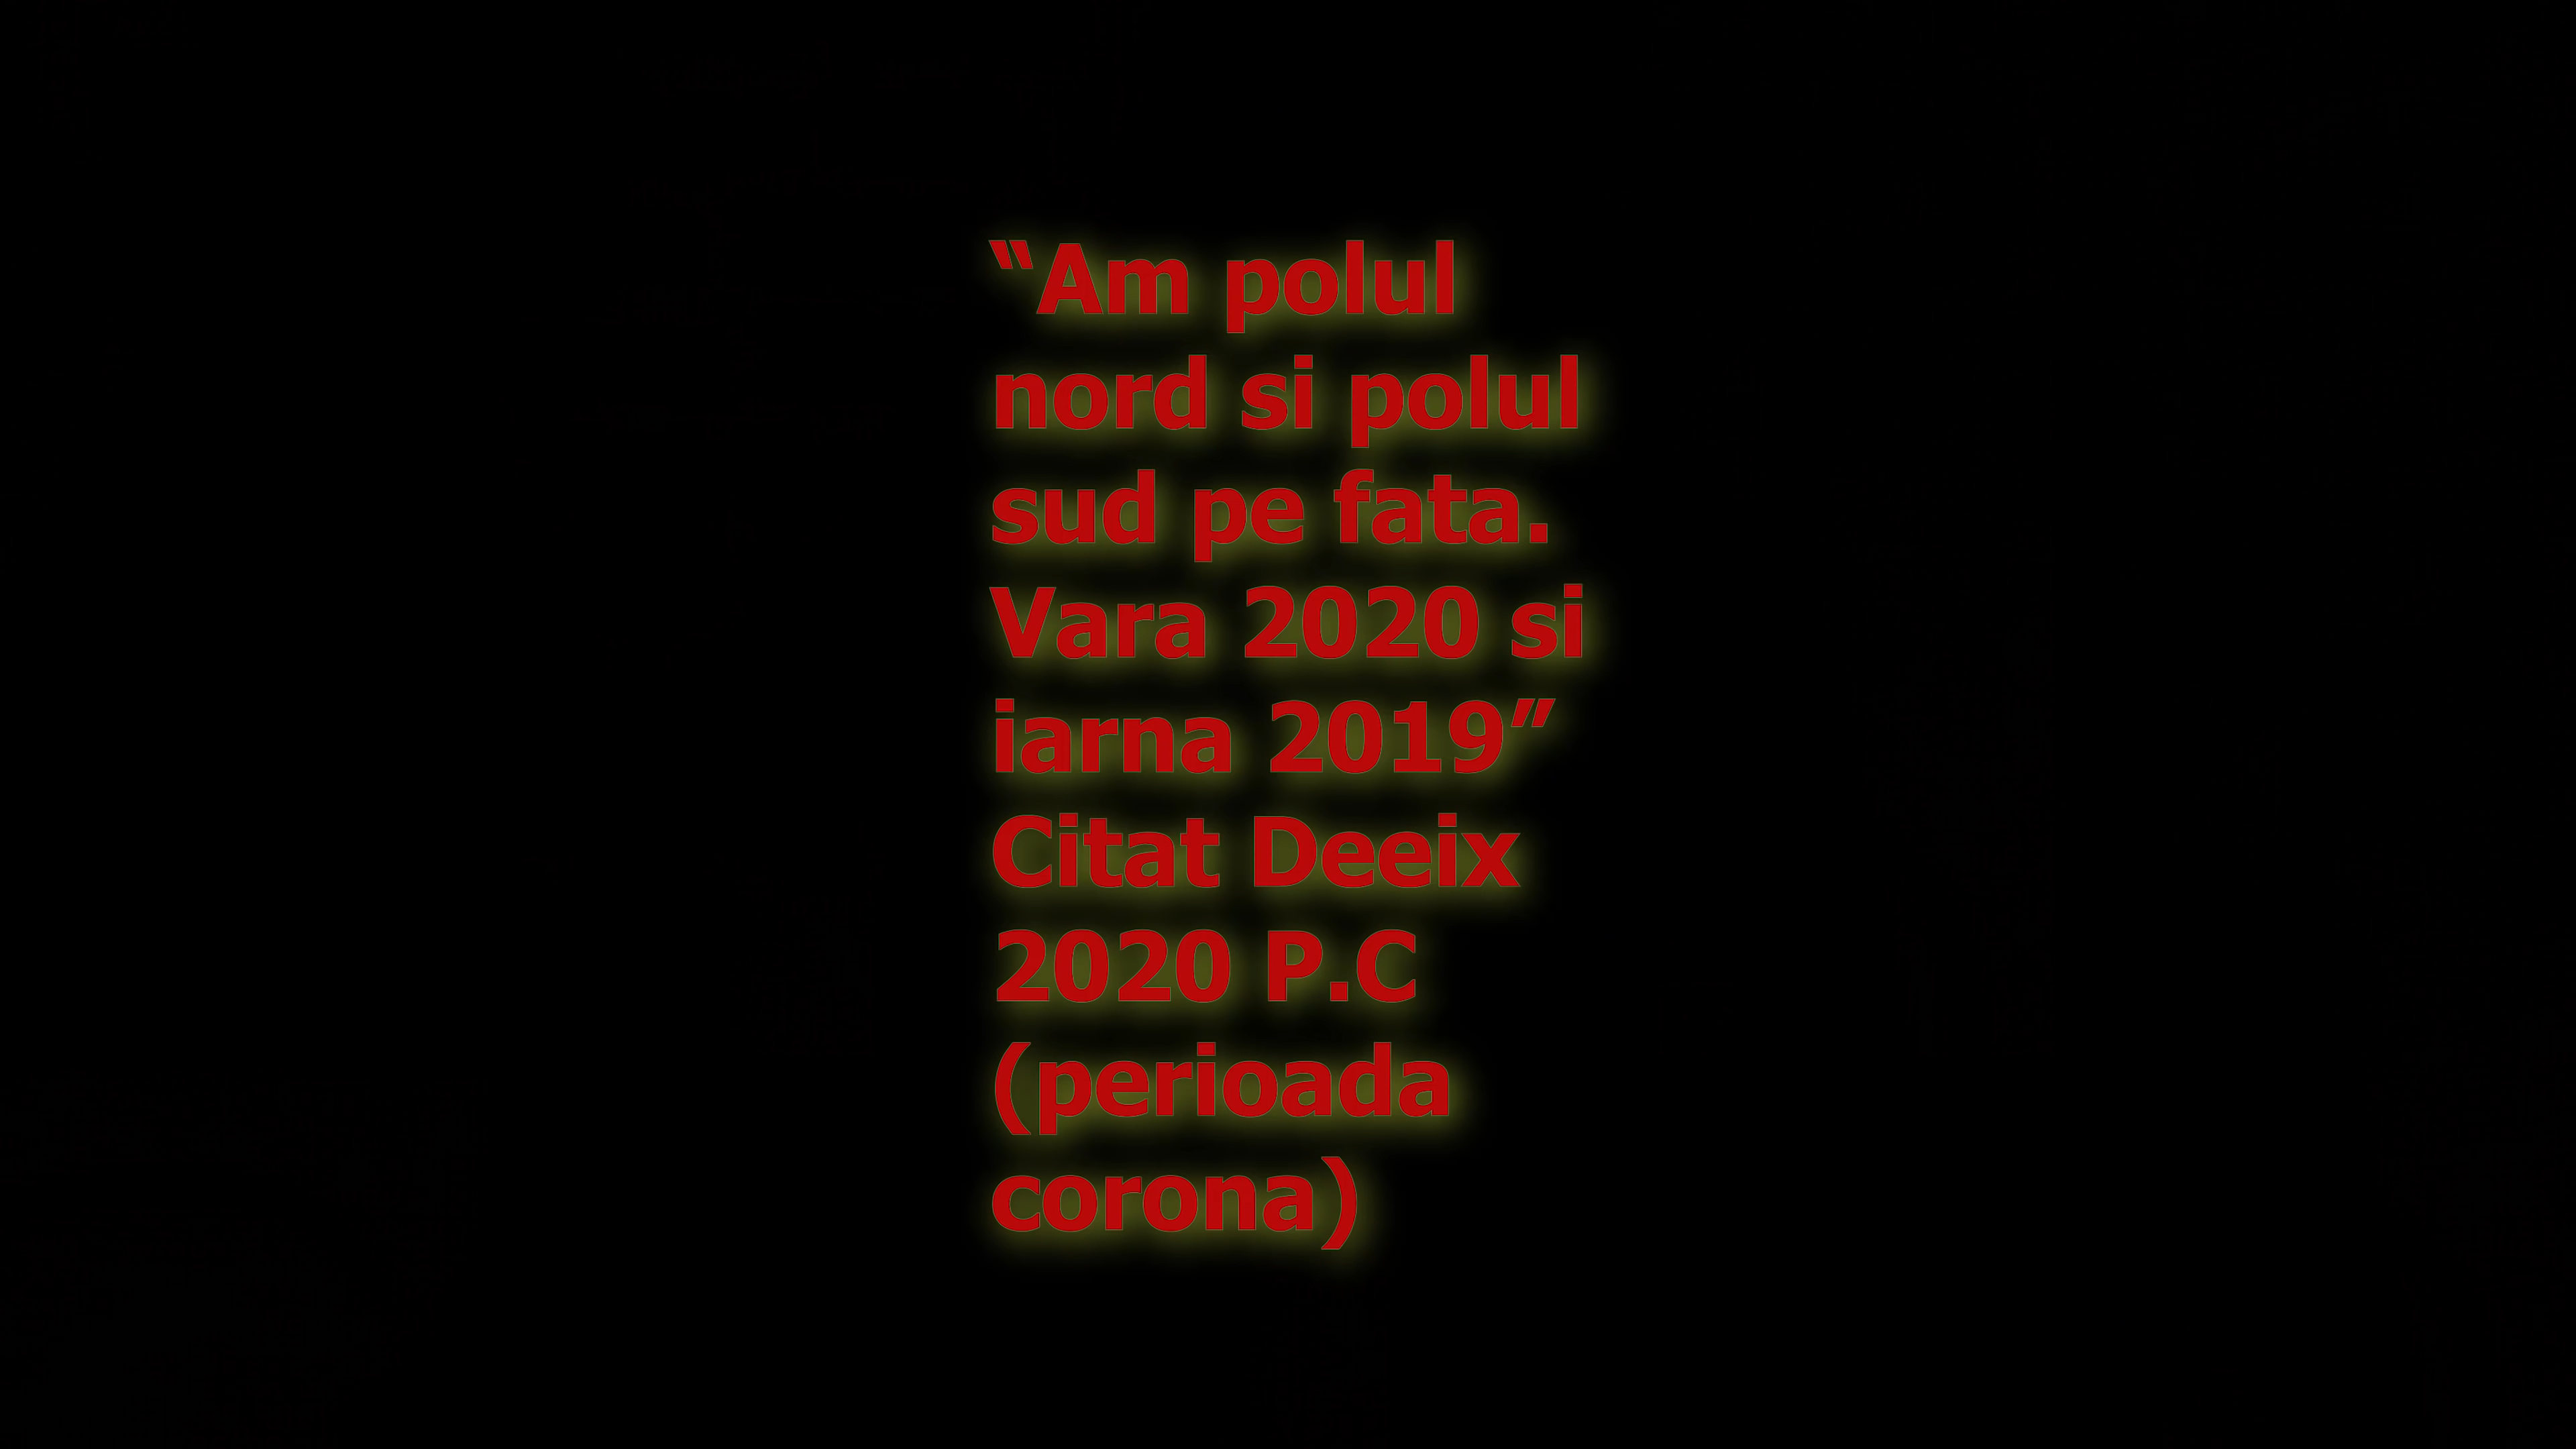 “Am polul
nord si polul
sud pe fata.
Vara 2020 si
iarna 2019”
Citat Deeix
2020 P.C
(perioada
corona)